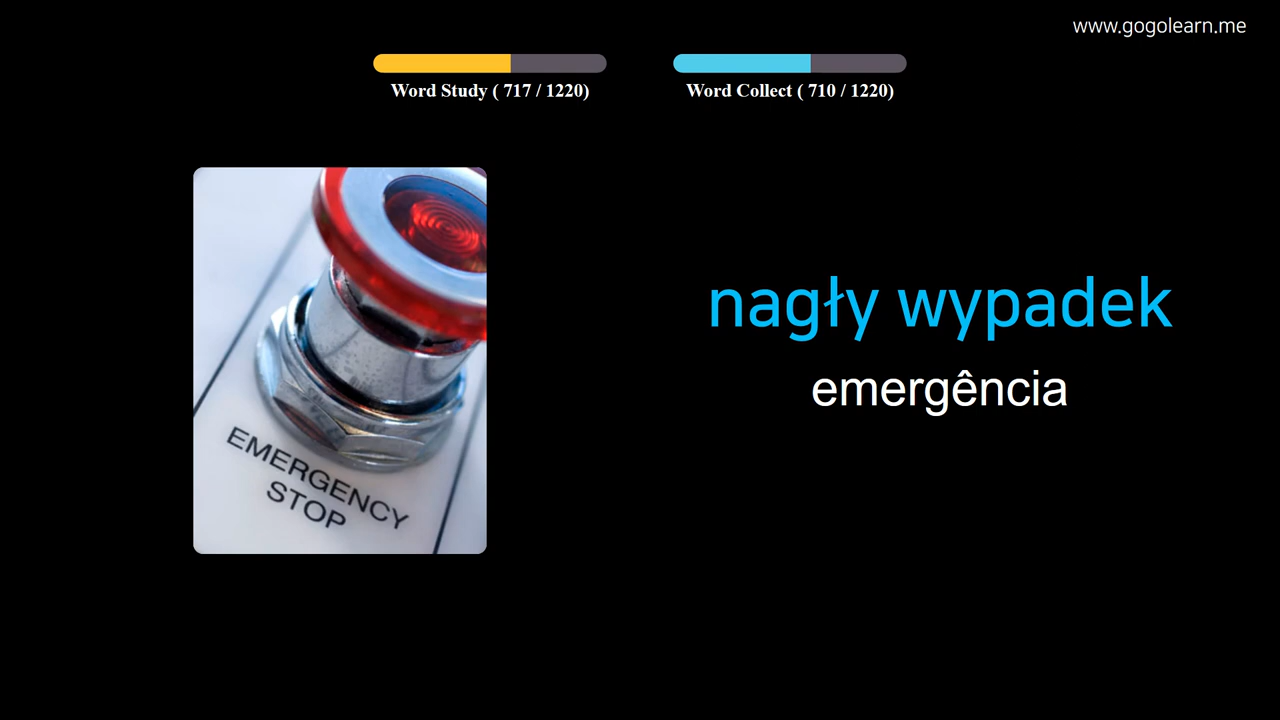 www.gogolearn.me
Word Study ( 717 / 1220)
Word Collect ( 710 / 1220)
nagły wypadek
emergência
EMERGENCY
STOP